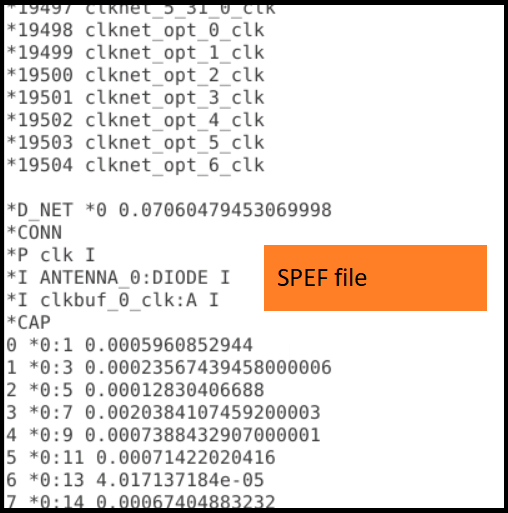 *19497 clknet_5_31_0_clk
*19498 clknet_opt_0_clk
*19499 clknet_opt_1_clk
*19500 clknet_opt_2_clk
*19501 clknet_opt_3_clk
*19502 clknet_opt_4_clk
*19503 clknet_opt_5_clk
*19504 clknet_opt_6_clk
*D_NET *0 0.07060479453069998
*CONN
*P clk I
*I ANTENNA_0:DIODE I
SPEF file
*I clkbuf_0_clk:A I
*CAP
0 *0:1 0.0005960852944
1 *0:3 0.000235674394580000​06
2 *0:5 0.00012830406688
3 *0:7 0.0020384107459200003
4 *0:9 0.0007388432907000001
5 *0:11 0.00071422020416
6 *0:13 4.017137184e-05
7 *0:14 0.00067404883232